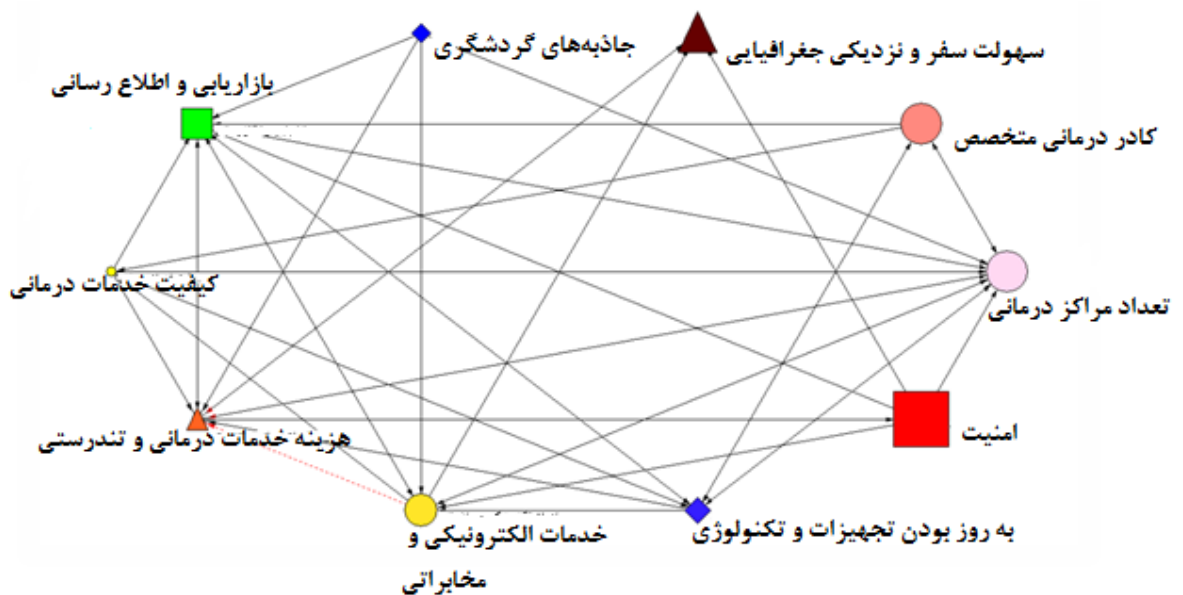 جاذبه‌های گردشگری
سهولت سفر و نزدیکی جغرافیایی
بازاریابی و اطلاع رسانی
کادر درمانی متخصص
کیفیت خدمات درمانی
تعداد مراکز درمانی
هزینه خدمات درمانی و تندرستی
امنیت
خدمات الکترونیکی و
مخابراتی
به روز بودن تجهیزات و تکنولوژی